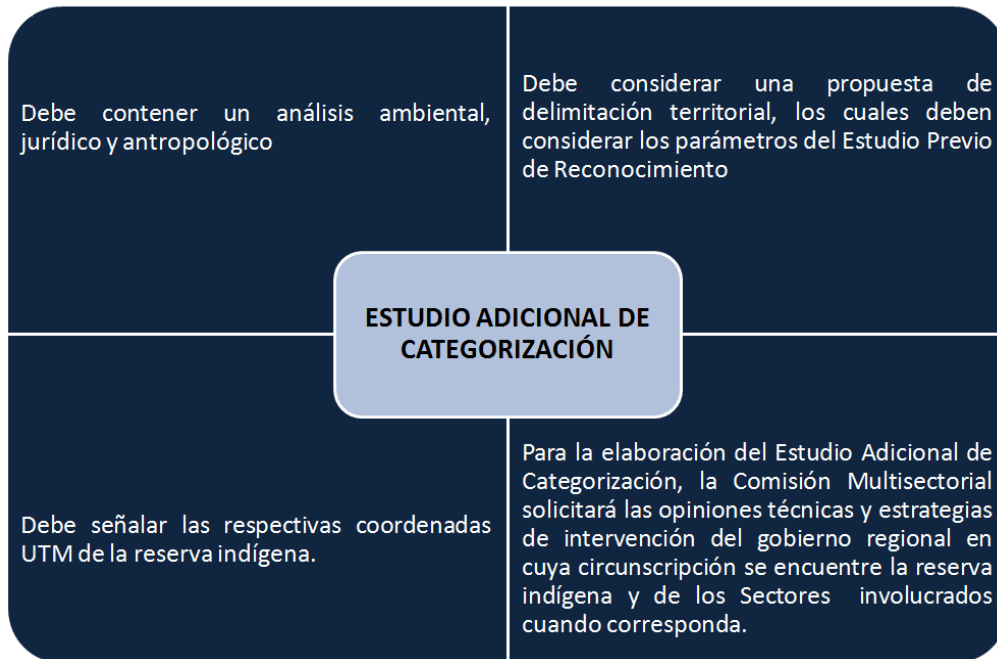 Debe contener un análisis ambiental,
jurídico y antropológico
Debe considerar una propuesta de
delimitación territorial, los cuales deben
considerar los parámetros del Estudio Previo
de Reconocimiento
ESTUDIO ADICIONAL DE
CATEGORIZACIÓN
Debe señalar las respectivas coordenadas
UTM de la reserva indígena.
Para la elaboración del Estudio Adicional de
Categorización, la Comisión Multisectorial
solicitará las opiniones técnicas y estrategias
de intervención del gobierno regional en
cuya circunscripción se encuentre la reserva
indígena y de los Sectores involucrados
cuando corresponda.